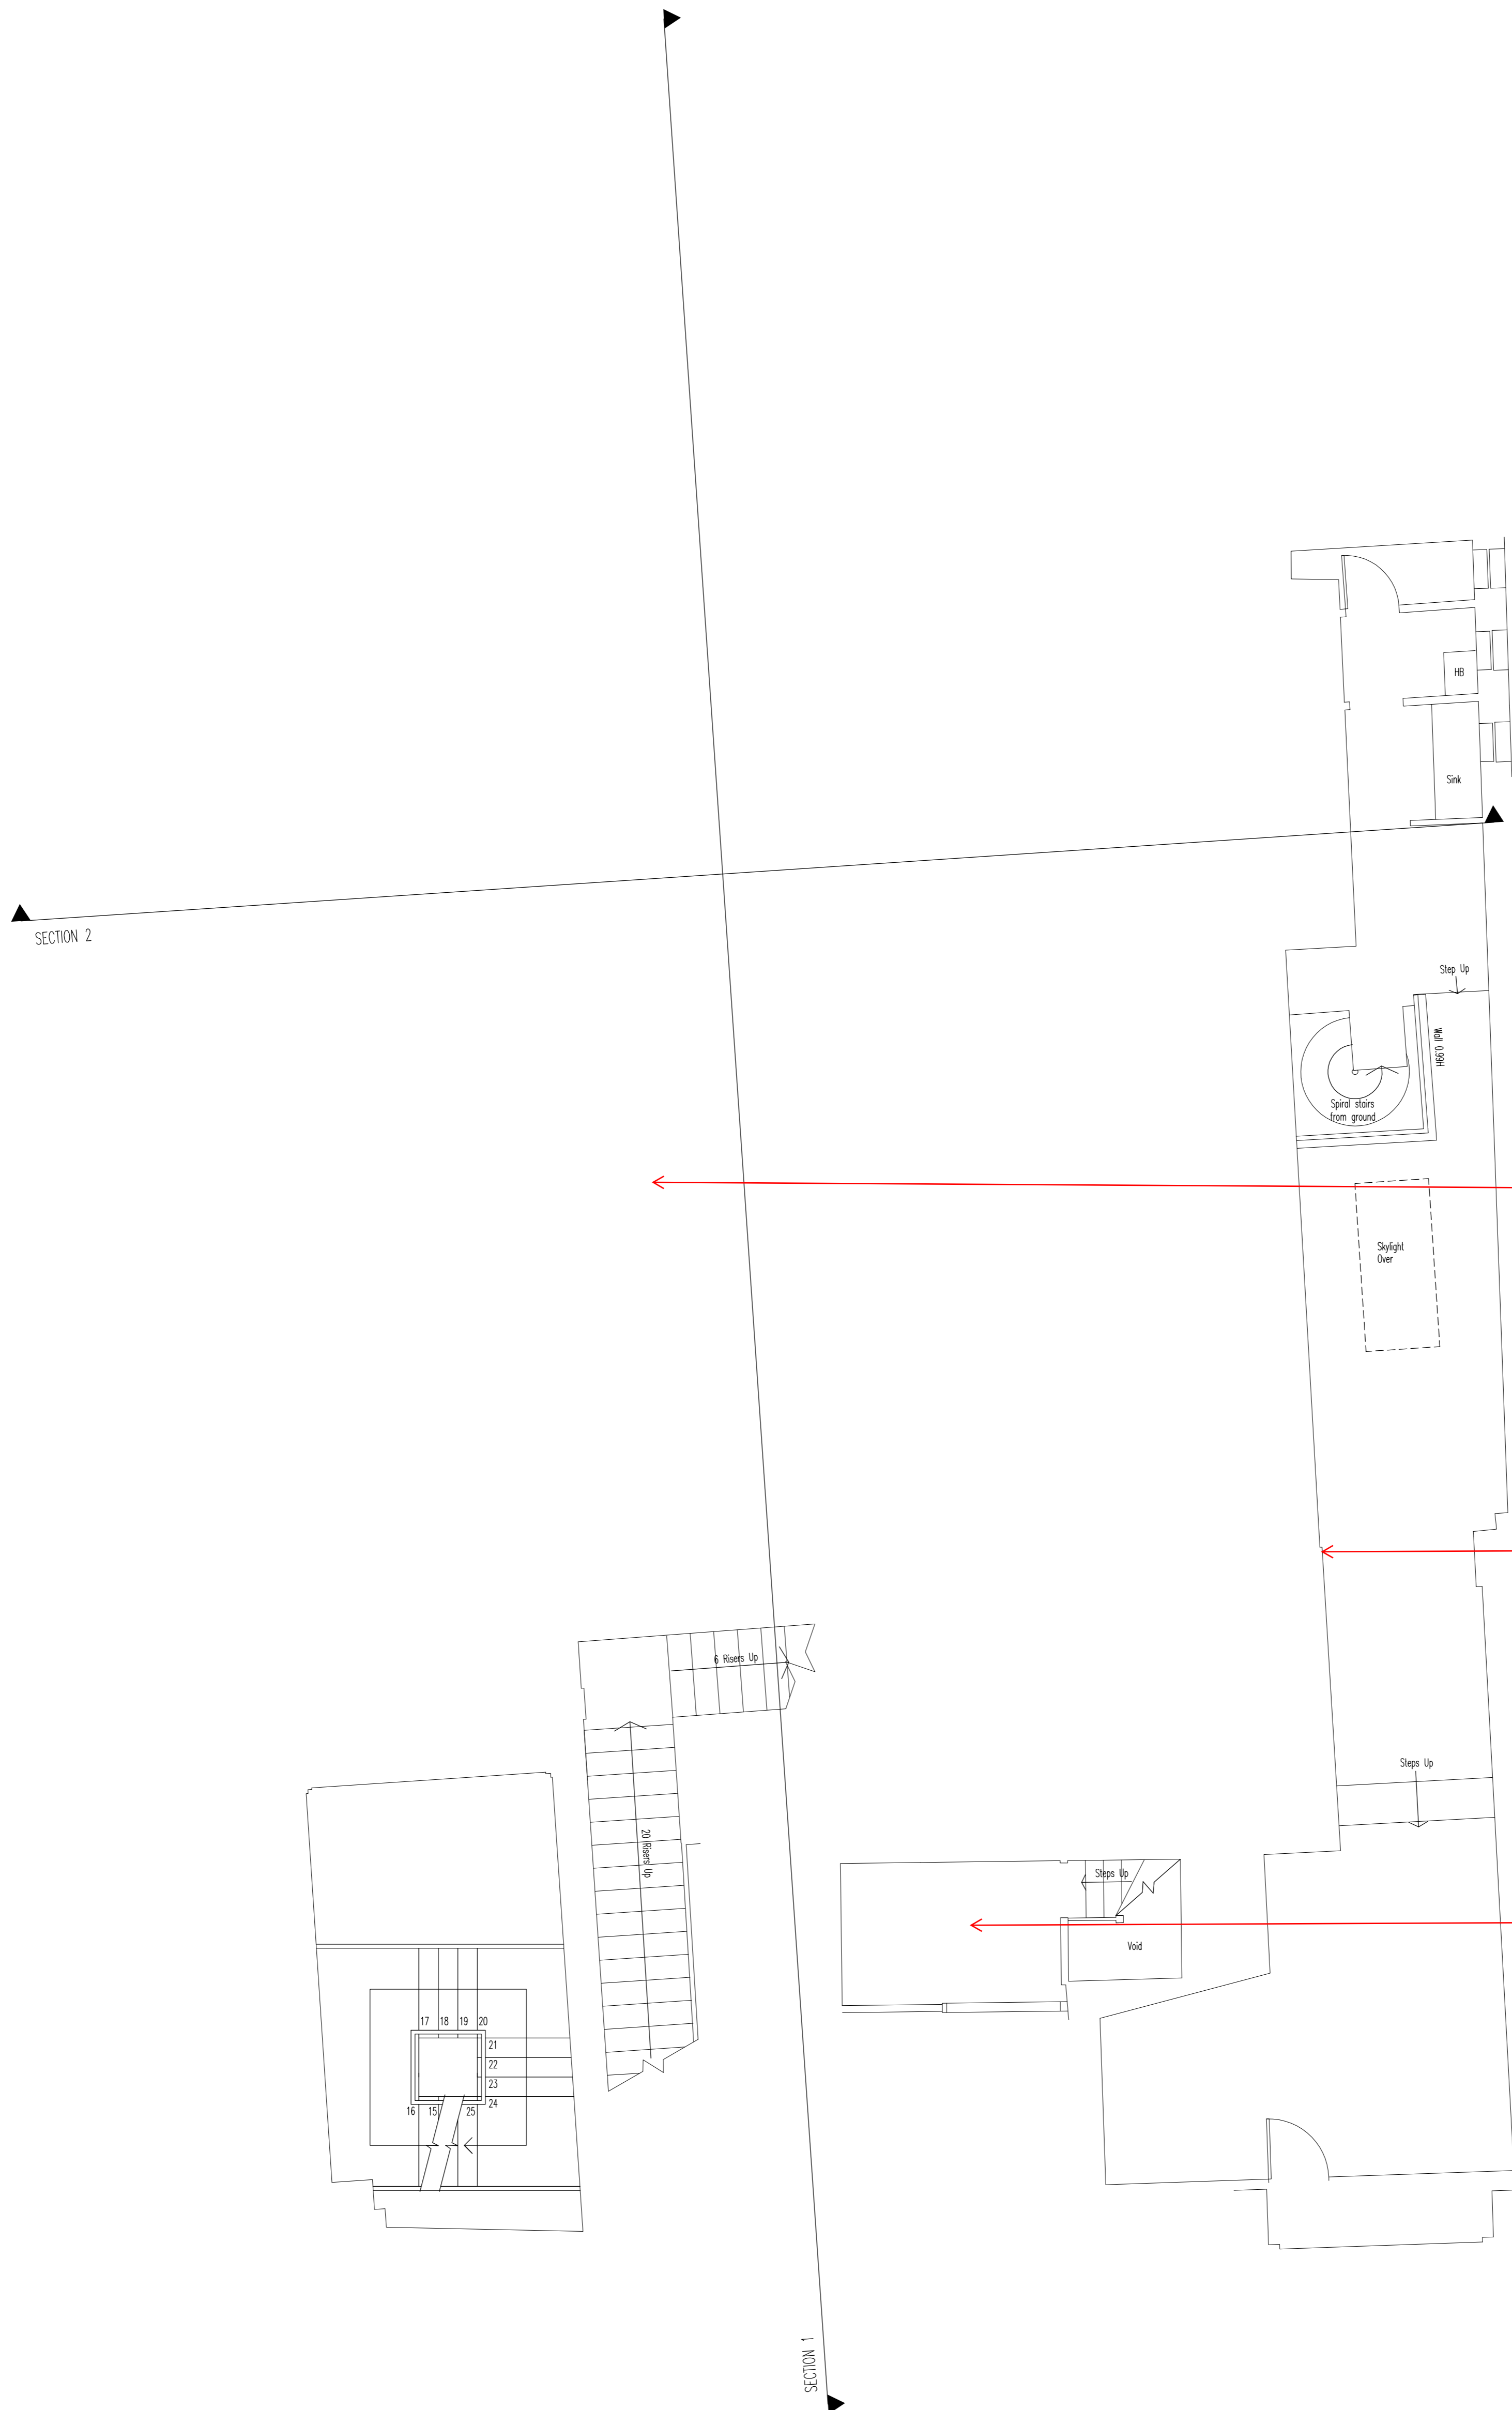 HB
Sink
SECTION 2
Step Up
Wall 0.99H
Spiral stairs
from ground
Skylight
Over
6 Risers Up
Steps Up
20 Risers Up
Steps Up
Void
17 18 19 20
21
22
23
24
16 15 25
SECTION 1